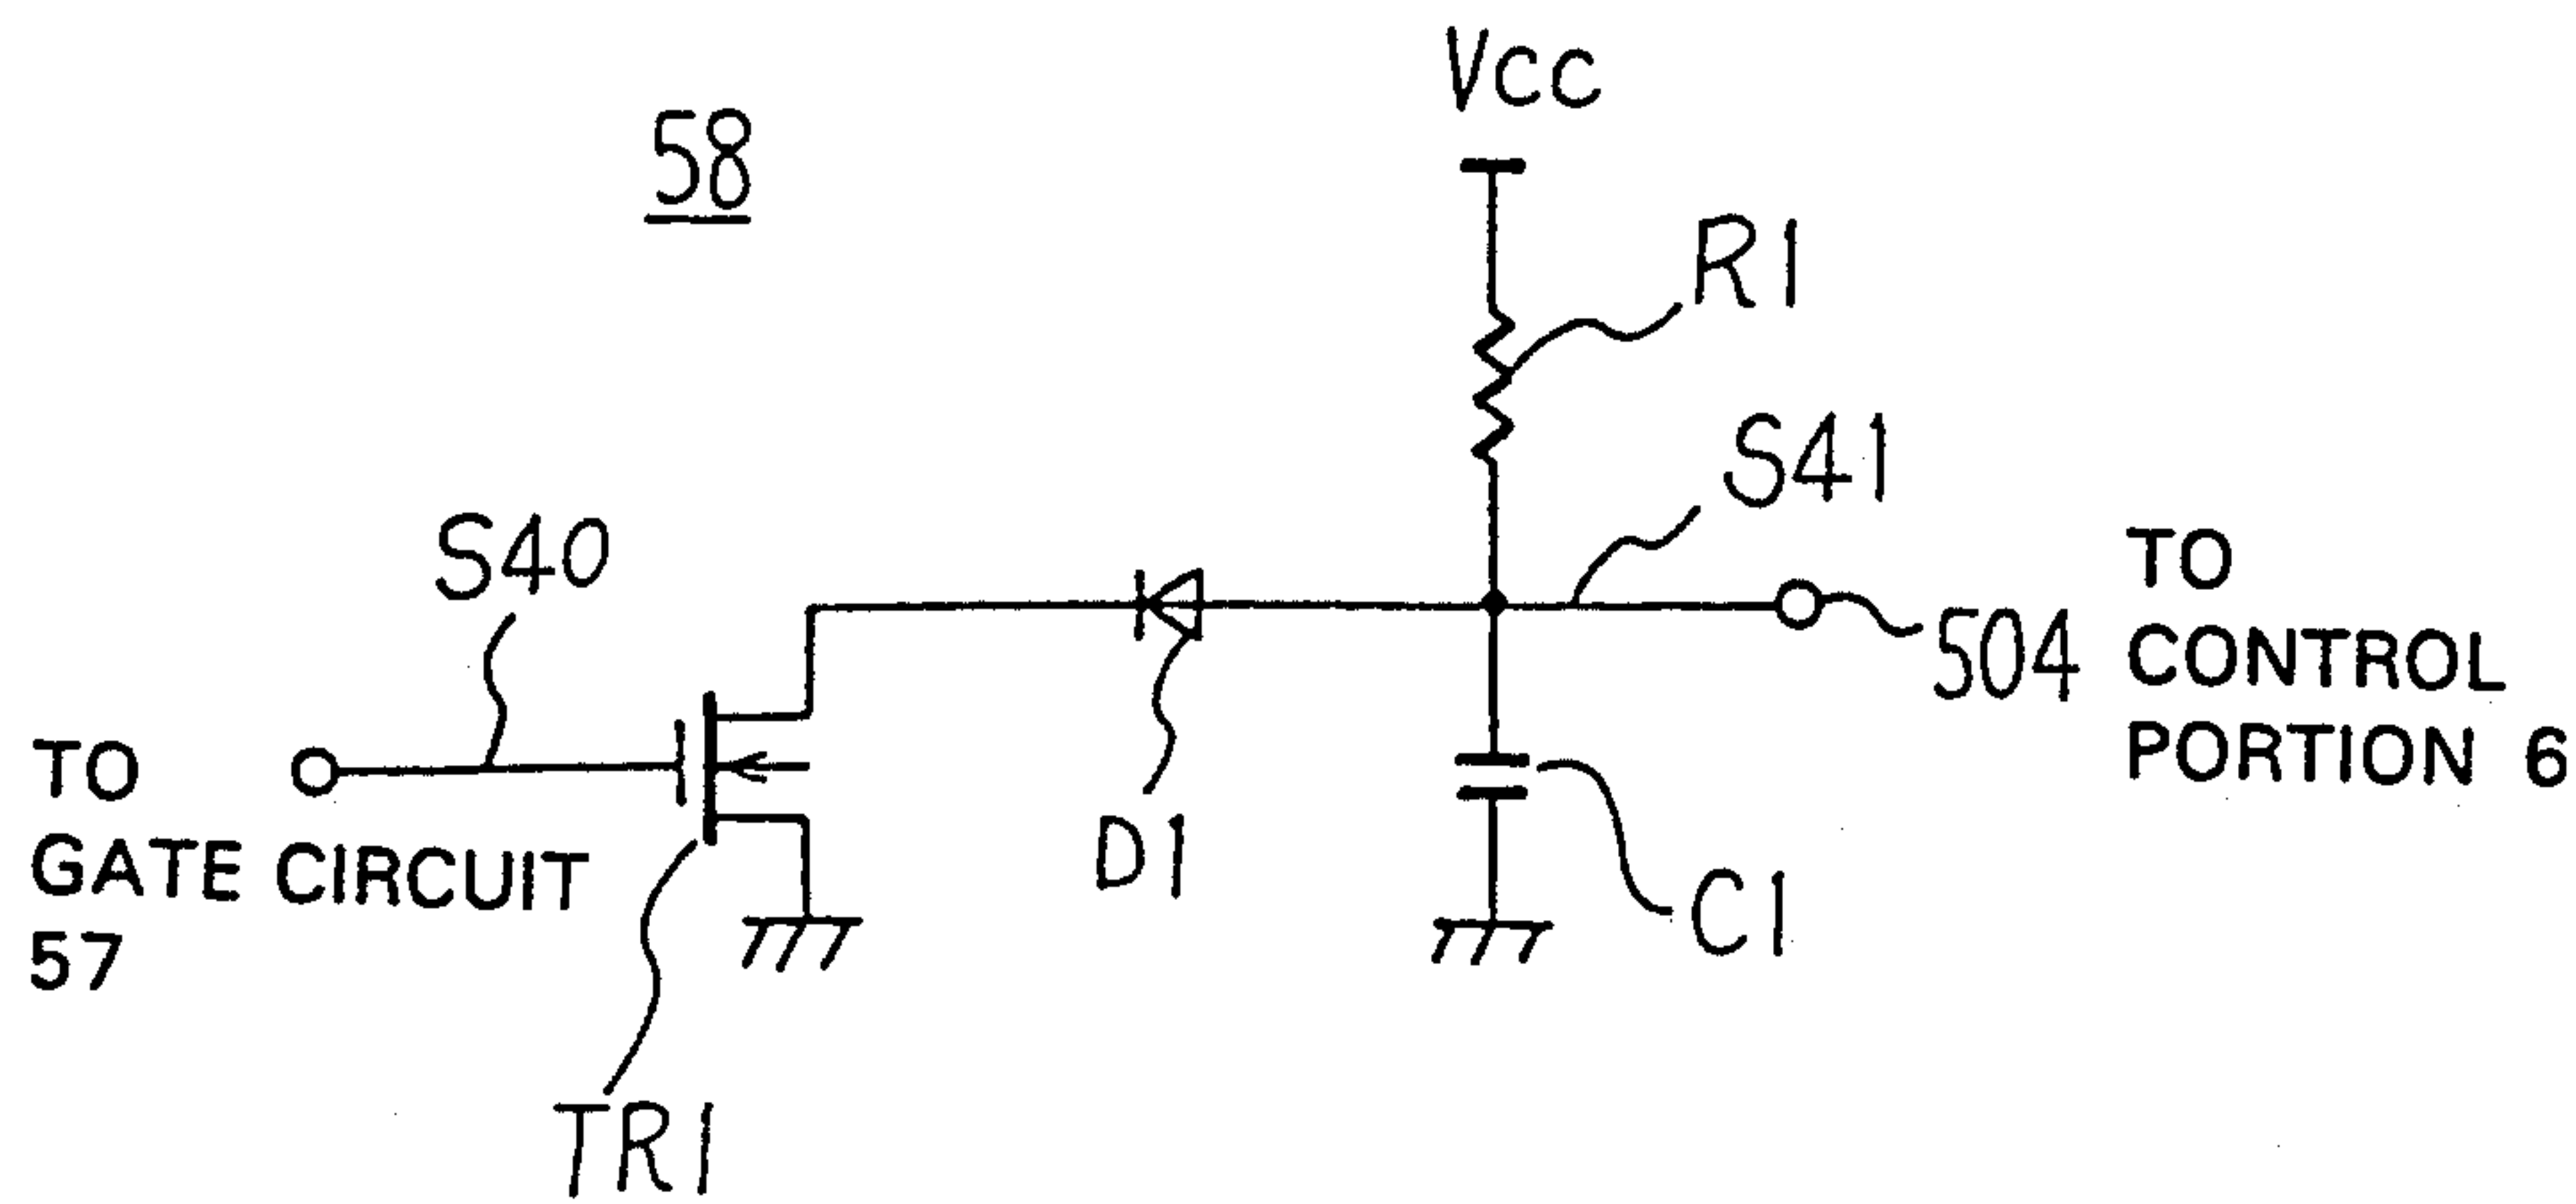 58
Vcc
R1
S41
S40
TO
CONTROL
PORTION 6
504
TO
GATE CIRCUIT
57
D1
C1
TR1